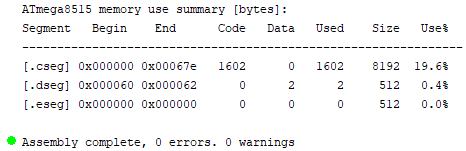 ATmega8515 memory use summary [bytes]:
Segment   Begin    End      Code   Data   Used    Size   Use%
---------------------------------------------------------------
[.cseg] 0x000000 0x00067e   1602      0   1602    8192  19.6%
[.dseg] 0x000060 0x000062      0      2      2     512   0.4%
[.eseg] 0x000000 0x000000      0      0      0     512   0.0%
Assembly complete, 0 errors. 0 warnings